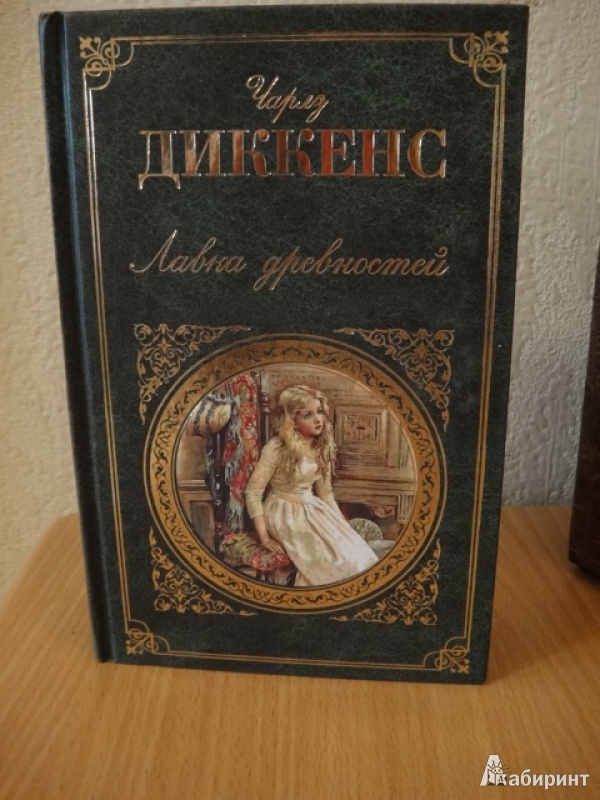 Чарлз
ДИККЕНС
Лавка древностей
Лабиринт